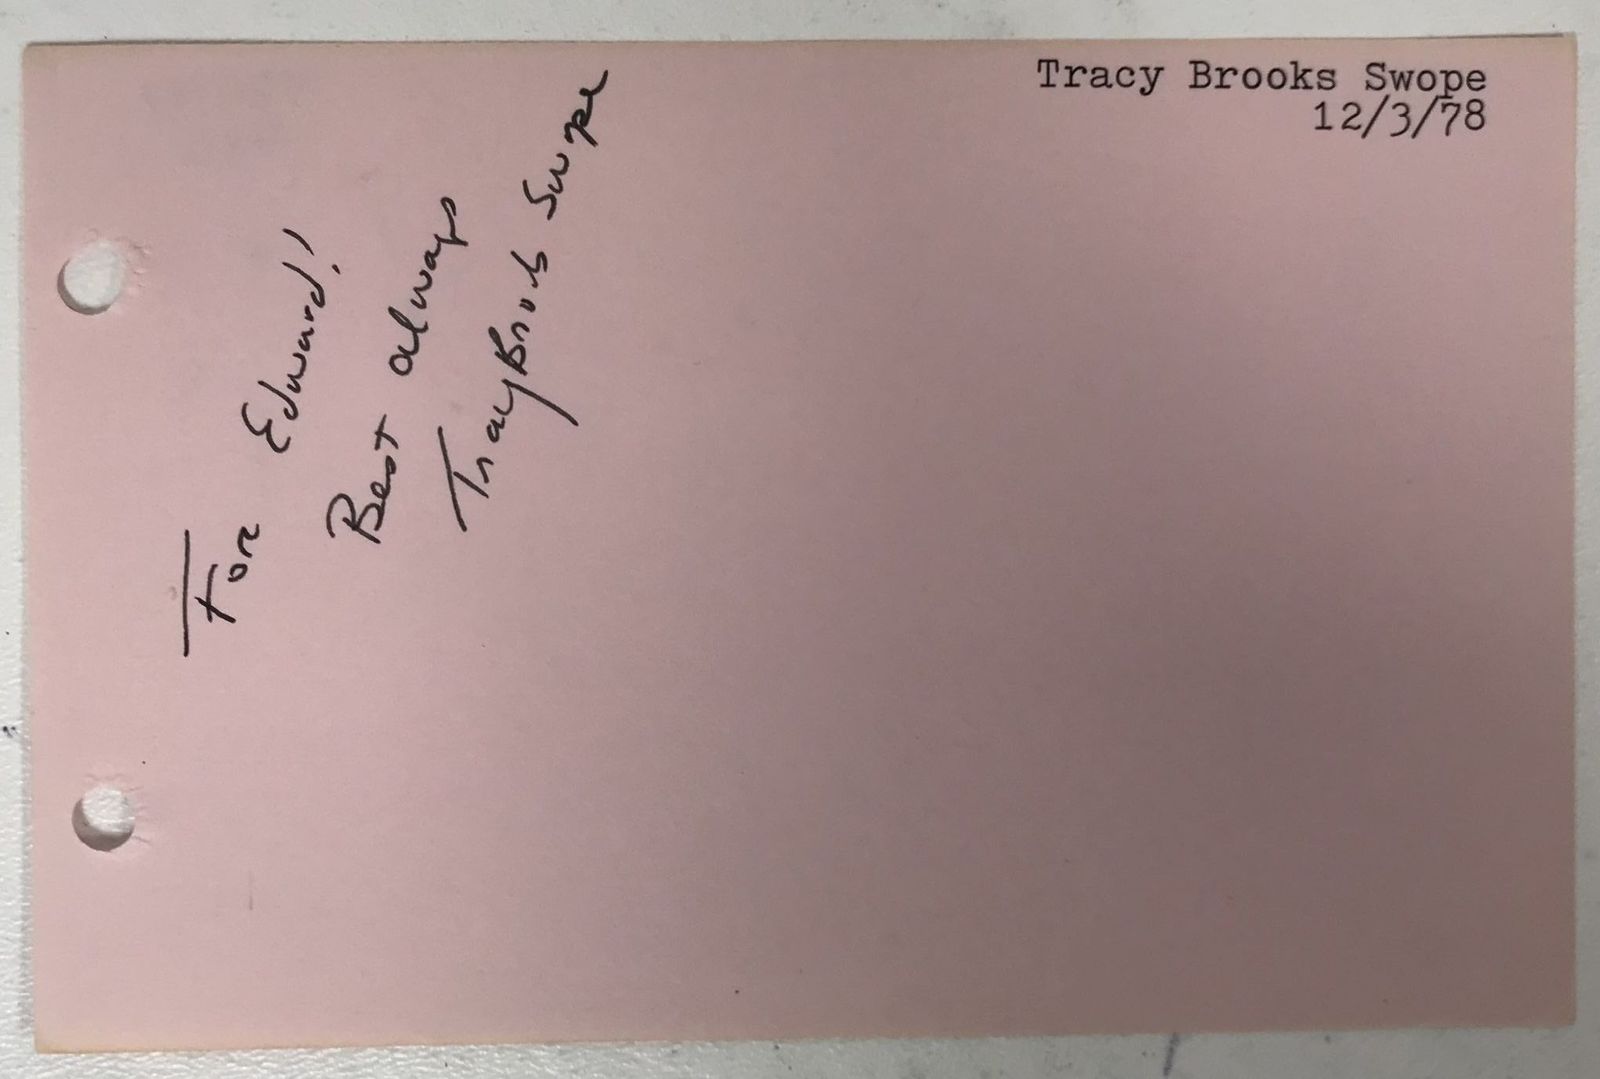 Tracy Brooks Swope
12/3/78
For Edward!
Best always
Tracy Brooks Swope